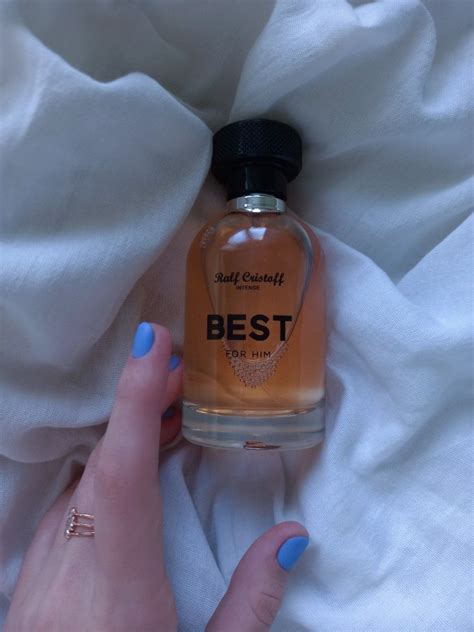 Ralf Cristoff
INTENSE
BEST
FOR HIM